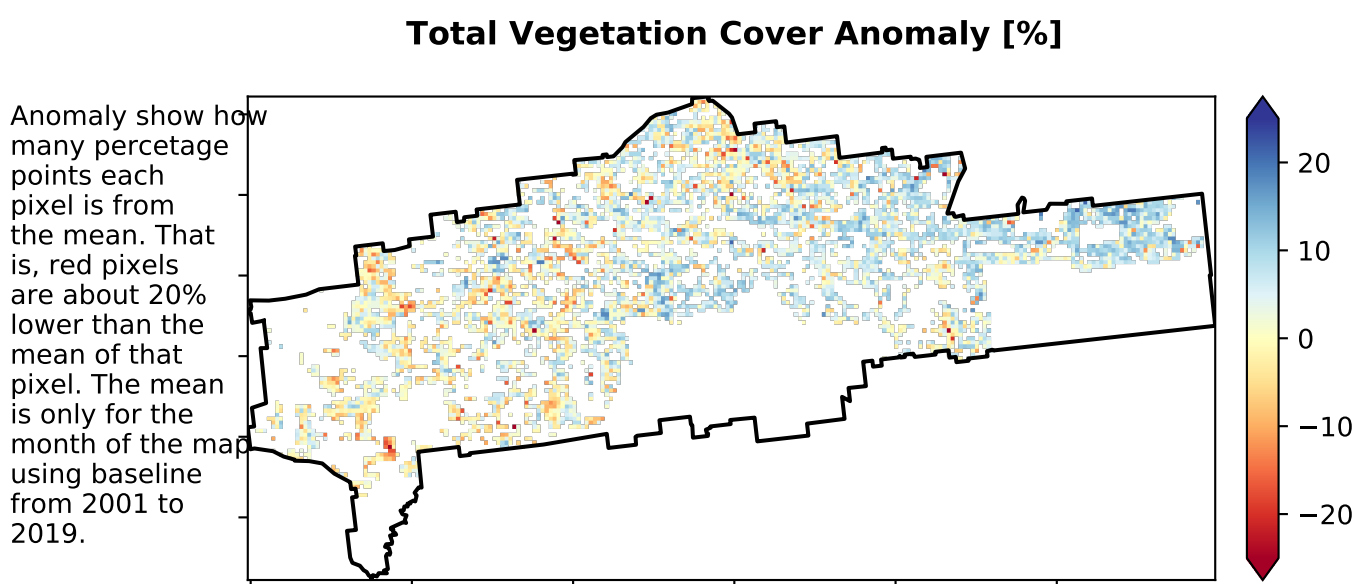 Total Vegetation Cover Anomaly [%]
Anomaly show how
many percetage
points each
pixel is from
the mean. That
is, red pixels
are about 20%
lower than the
mean of that
pixel. The mean
is only for the
month of the map
using baseline
from 2001 to
2019.
20
10
0
−10
−20